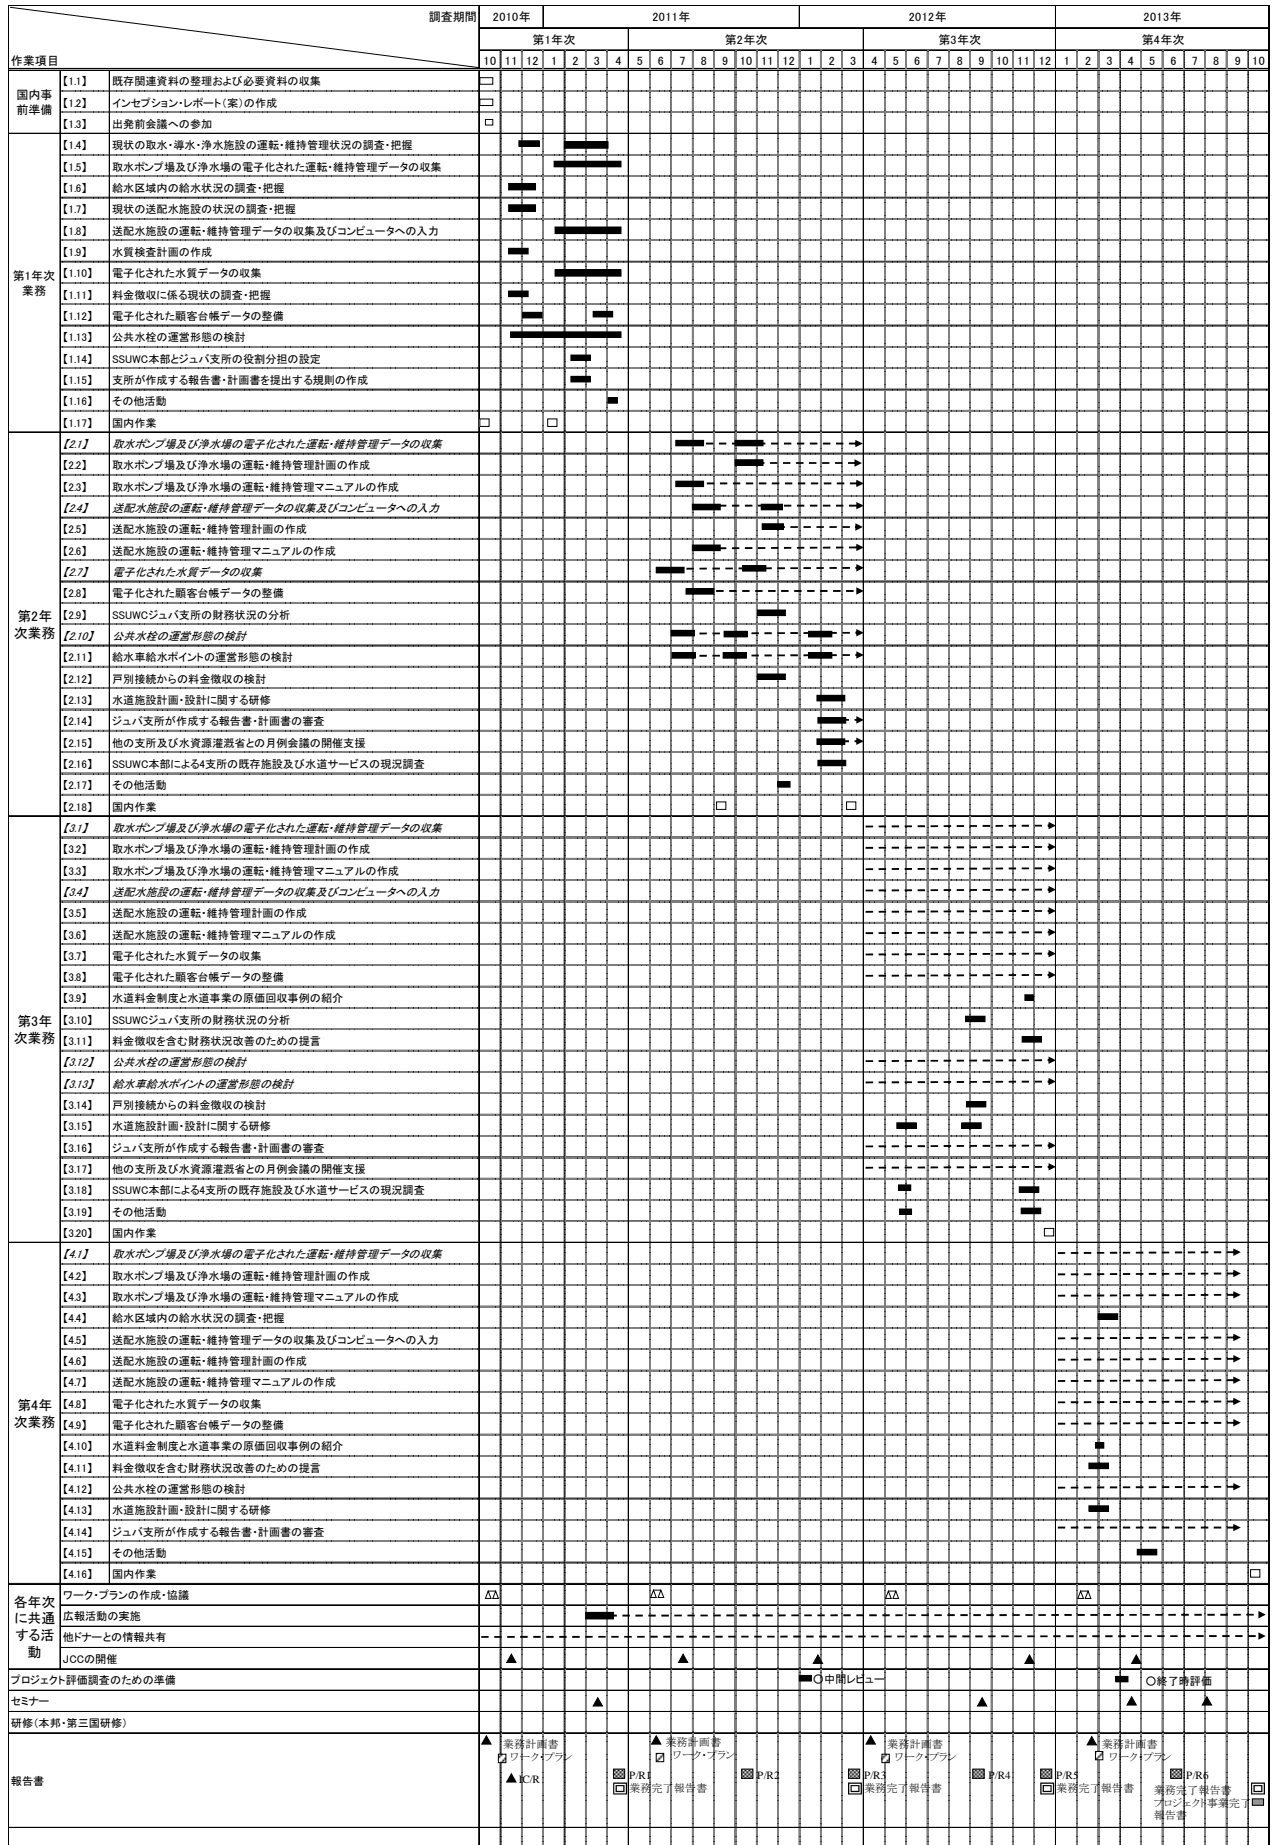 調査期間 2010年 2011年 2012年 2013年
第1年次 第2年次 第3年次 第4年次
作業項目 10 11 12 1 2 3 4 5 6 7 8 9 10 11 12 1 2 3 4 5 6 7 8 9 10 11 12 1 2 3 4 5 6 7 8 9 10
国内事前準備
【1.1】 既存関連資料の整理および必要資料の収集
【1.2】 インセプション・レポート(案)の作成
【1.3】 出発前会議への参加
第1年次業務
【1.4】 現状の取水・導水・浄水施設の運転・維持管理状況の調査・把握
【1.5】 取水ポンプ場及び浄水場の電子化された運転・維持管理データの収集
【1.6】 給水区域内の給水状況の調査・把握
【1.7】 現状の送配水施設の状況の調査・把握
【1.8】 送配水施設の運転・維持管理データの収集及びコンピュータへの入力
【1.9】 水質検査計画の作成
【1.10】 電子化された水質データの収集
【1.11】 料金徴収に係る現状の調査・把握
【1.12】 電子化された顧客台帳データの整備
【1.13】 公共水栓の運営形態の検討
【1.14】 SSUWC本部とジュバ支所の役割分担の設定
【1.15】 支所が作成する報告書・計画書を提出する規則の作成
【1.16】 その他活動
【1.17】 国内作業
第2年次業務
【2.1】 取水ポンプ場及び浄水場の電子化された運転・維持管理データの収集
【2.2】 取水ポンプ場及び浄水場の運転・維持管理計画の作成
【2.3】 取水ポンプ場及び浄水場の運転・維持管理マニュアルの作成
【2.4】 送配水施設の運転・維持管理データの収集及びコンピュータへの入力
【2.5】 送配水施設の運転・維持管理計画の作成
【2.6】 送配水施設の運転・維持管理マニュアルの作成
【2.7】 電子化された水質データの収集
【2.8】 電子化された顧客台帳データの整備
【2.9】 SSUWCジュバ支所の財務状況の分析
【2.10】 公共水栓の運営形態の検討
【2.11】 給水車給水ポイントの運営形態の検討
【2.12】 戸別接続からの料金徴収の検討
【2.13】 水道施設計画・設計に関する研修
【2.14】 ジュバ支所が作成する報告書・計画書の審査
【2.15】 他の支所及び水資源灌漑省との月例会議の開催支援
【2.16】 SSUWC本部による4支所の既存施設及び水道サービスの現況調査
【2.17】 その他活動
【2.18】 国内作業
第3年次業務
【3.1】 取水ポンプ場及び浄水場の電子化された運転・維持管理データの収集
【3.2】 取水ポンプ場及び浄水場の運転・維持管理計画の作成
【3.3】 取水ポンプ場及び浄水場の運転・維持管理マニュアルの作成
【3.4】 送配水施設の運転・維持管理データの収集及びコンピュータへの入力
【3.5】 送配水施設の運転・維持管理計画の作成
【3.6】 送配水施設の運転・維持管理マニュアルの作成
【3.7】 電子化された水質データの収集
【3.8】 電子化された顧客台帳データの整備
【3.9】 水道料金制度と水道事業の原価回収事例の紹介
【3.10】 SSUWCジュバ支所の財務状況の分析
【3.11】 料金徴収を含む財務状況改善のための提言
【3.12】 公共水栓の運営形態の検討
【3.13】 給水車給水ポイントの運営形態の検討
【3.14】 戸別接続からの料金徴収の検討
【3.15】 水道施設計画・設計に関する研修
【3.16】 ジュバ支所が作成する報告書・計画書の審査
【3.17】 他の支所及び水資源灌漑省との月例会議の開催支援
【3.18】 SSUWC本部による4支所の既存施設及び水道サービスの現況調査
【3.19】 その他活動
【3.20】 国内作業
第4年次業務
【4.1】 取水ポンプ場及び浄水場の電子化された運転・維持管理データの収集
【4.2】 取水ポンプ場及び浄水場の運転・維持管理計画の作成
【4.3】 取水ポンプ場及び浄水場の運転・維持管理マニュアルの作成
【4.4】 給水区域内の給水状況の調査・把握
【4.5】 送配水施設の運転・維持管理データの収集及びコンピュータへの入力
【4.6】 送配水施設の運転・維持管理計画の作成
【4.7】 送配水施設の運転・維持管理マニュアルの作成
【4.8】 電子化された水質データの収集
【4.9】 電子化された顧客台帳データの整備
【4.10】 水道料金制度と水道事業の原価回収事例の紹介
【4.11】 料金徴収を含む財務状況改善のための提言
【4.12】 公共水栓の運営形態の検討
【4.13】 水道施設計画・設計に関する研修
【4.14】 ジュバ支所が作成する報告書・計画書の審査
【4.15】 その他活動
【4.16】 国内作業
各年次に共通する活動
ワーク・プランの作成・協議
広報活動の実施
他ドナーとの情報共有
JCCの開催
プロジェクト評価調査のための準備 ○中間レビュー ○終了時評価
セミナー
研修(本邦・第三国研修)
報告書
業務計画書 業務計画書 業務計画書 業務計画書
ワーク・プラン ワーク・プラン ワーク・プラン ワーク・プラン
IC/R P/R1 P/R2 P/R3 P/R4 P/R5 P/R6
業務完了報告書 業務完了報告書 業務完了報告書 業務完了報告書
プロジェクト事業完了
報告書